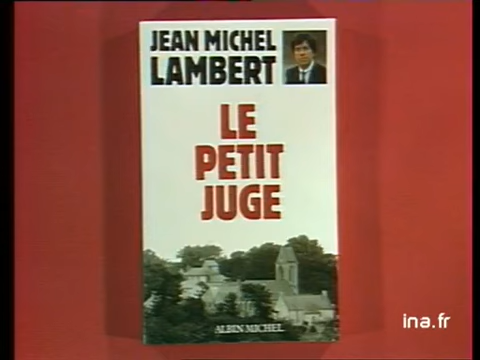 JEAN MICHEL
LAMBERT
LE
PETIT
JUGE
ALBIN MICHEL
ina.fr